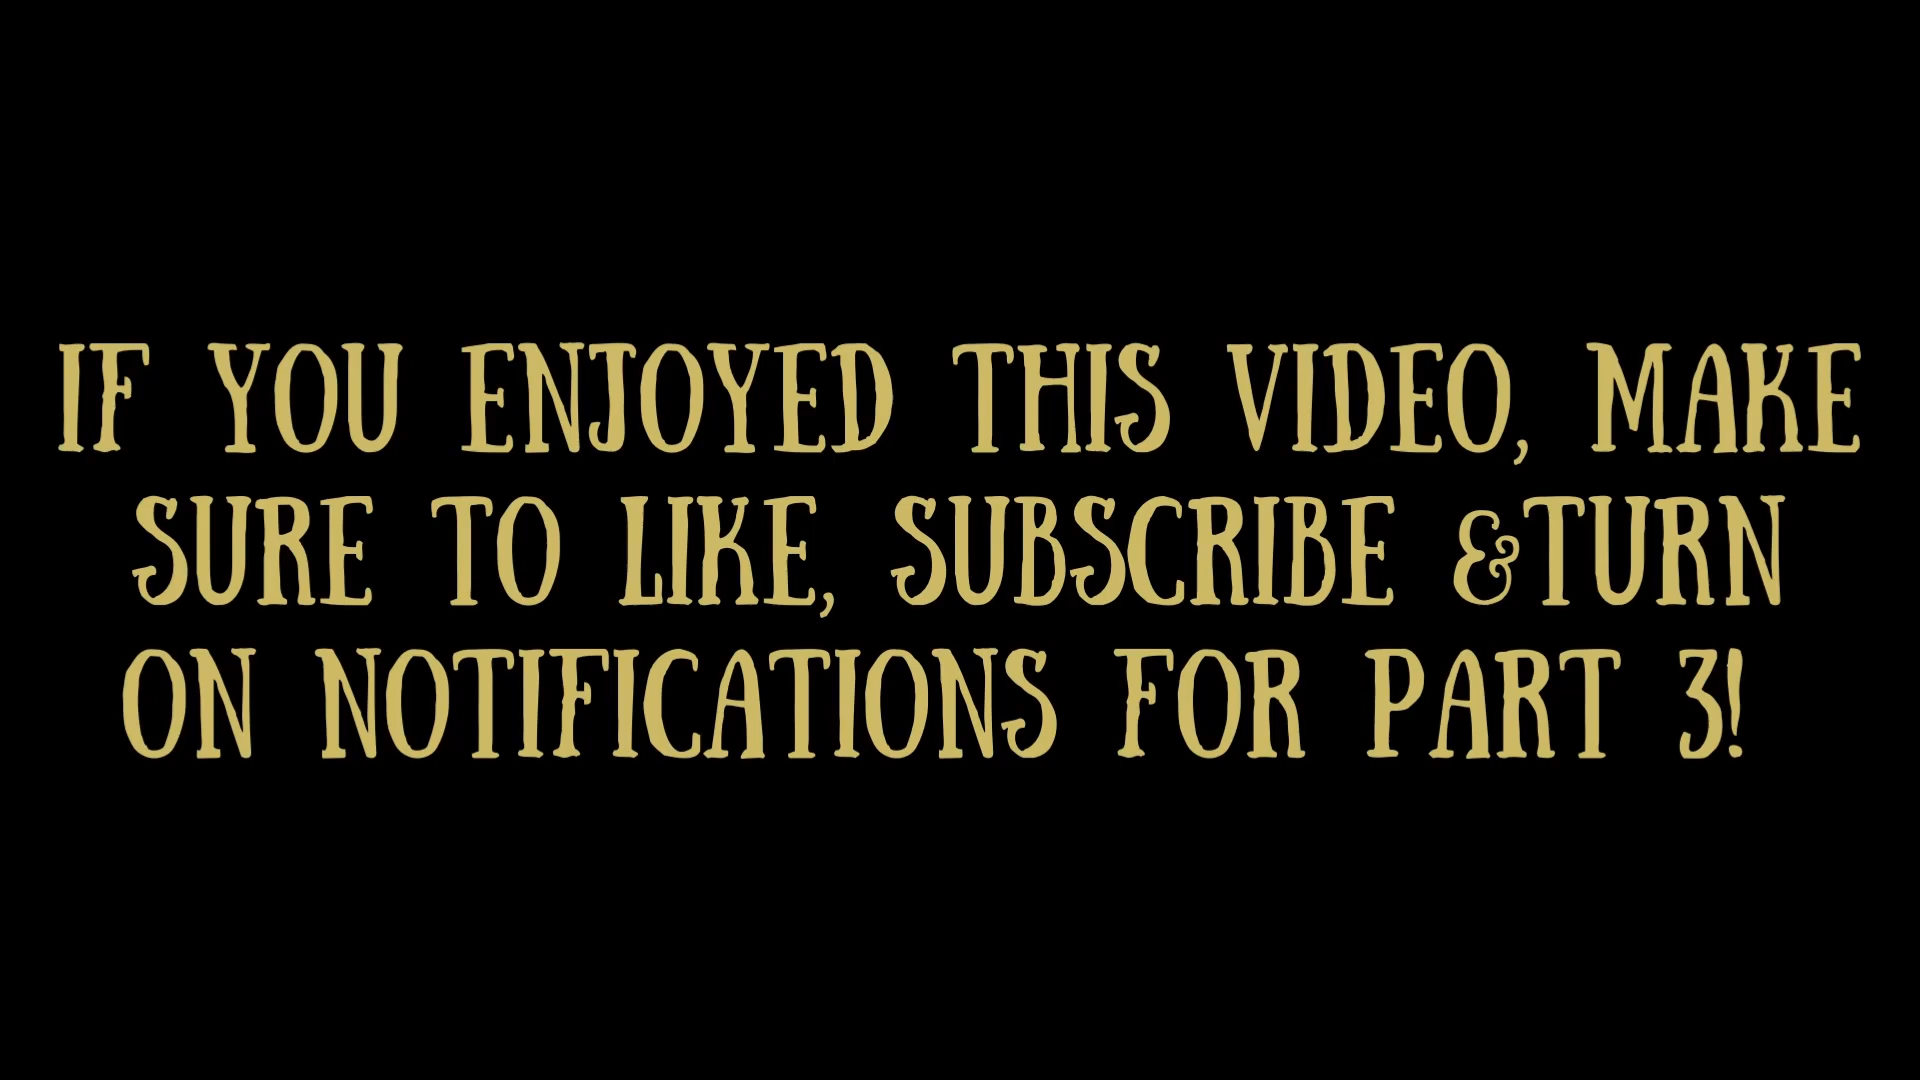 IF YOU ENJOYED THIS VIDEO, MAKE
SURE TO LIKE, SUBSCRIBE &TURN
ON NOTIFICATIONS FOR PART 3!